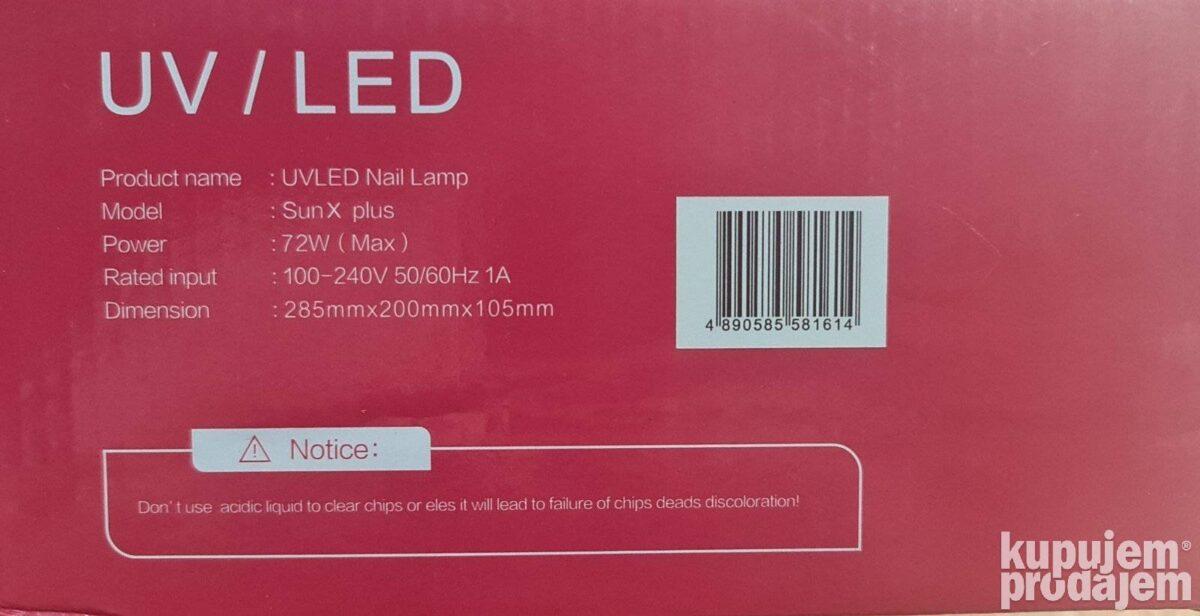 UV / LED
Product name : UVLED Nail Lamp
Model : Sun X plus
Power : 72W ( Max )
Rated input : 100-240V 50/60Hz 1A
Dimension : 285mmx200mmx105mm
4 890585 581614
Notice:
Don't use acidic liquid to clear chips or eles it will lead to failure of chips deads discoloration!
kupujem®
prodajem